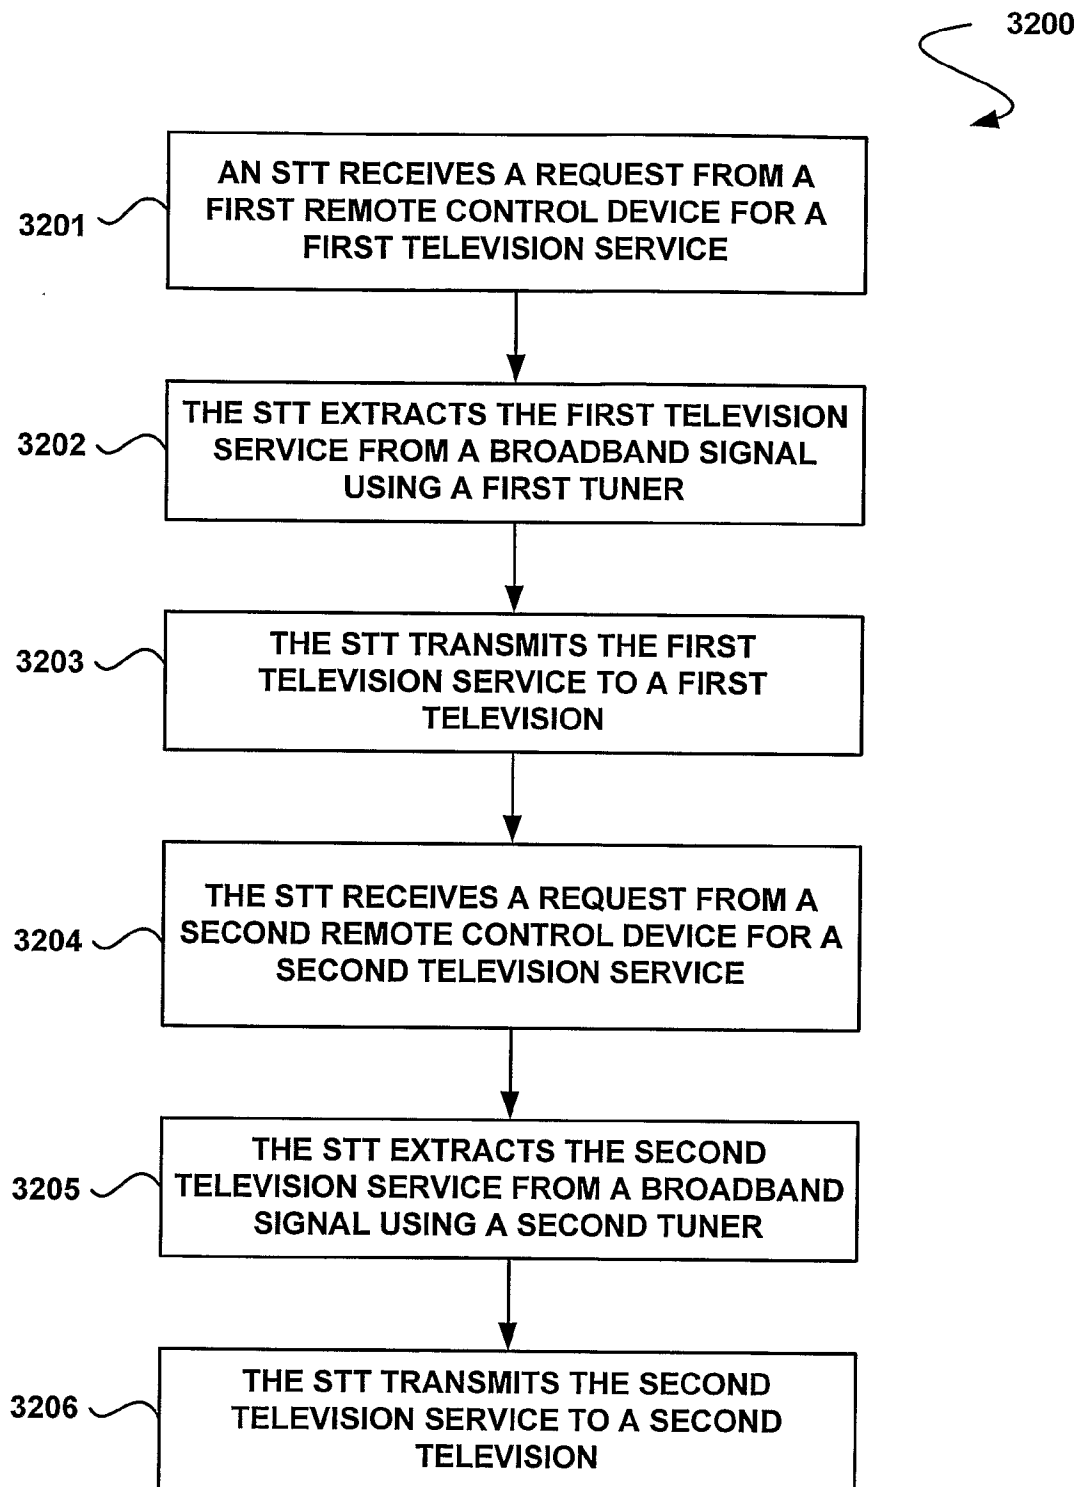 3200
AN STT RECEIVES A REQUEST FROM A
FIRST REMOTE CONTROL DEVICE FOR A
FIRST TELEVISION SERVICE
3201
THE STT EXTRACTS THE FIRST TELEVISION
SERVICE FROM A BROADBAND SIGNAL
USING A FIRST TUNER
3202
THE STT TRANSMITS THE FIRST
TELEVISION SERVICE TO A FIRST
TELEVISION
3203
THE STT RECEIVES A REQUEST FROM A
SECOND REMOTE CONTROL DEVICE FOR A
SECOND TELEVISION SERVICE
3204
THE STT EXTRACTS THE SECOND
TELEVISION SERVICE FROM A BROADBAND
SIGNAL USING A SECOND TUNER
3205
THE STT TRANSMITS THE SECOND
TELEVISION SERVICE TO A SECOND
TELEVISION
3206